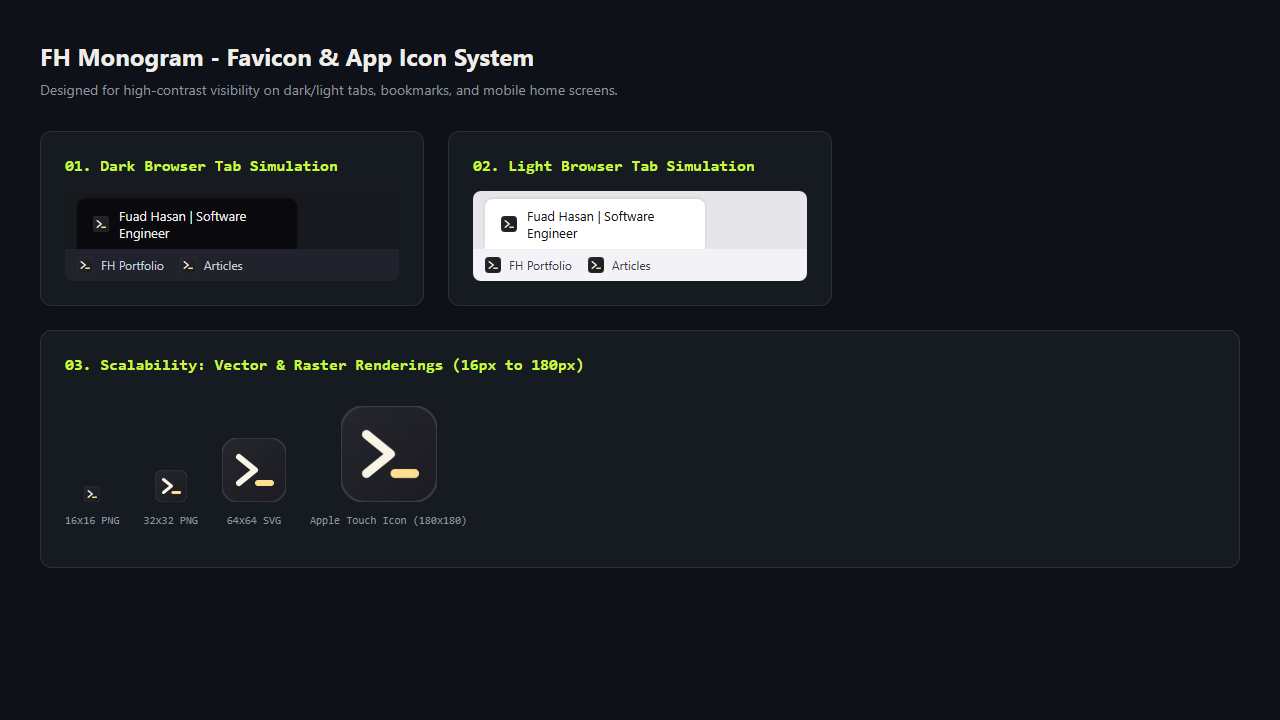 FH Monogram - Favicon & App Icon System
Designed for high-contrast visibility on dark/light tabs, bookmarks, and mobile home screens.
01. Dark Browser Tab Simulation
Fuad Hasan | Software
Engineer
FH Portfolio
Articles
02. Light Browser Tab Simulation
Fuad Hasan | Software
Engineer
FH Portfolio
Articles
03. Scalability: Vector & Raster Renderings (16px to 180px)
16x16 PNG
32x32 PNG
64x64 SVG
Apple Touch Icon (180x180)